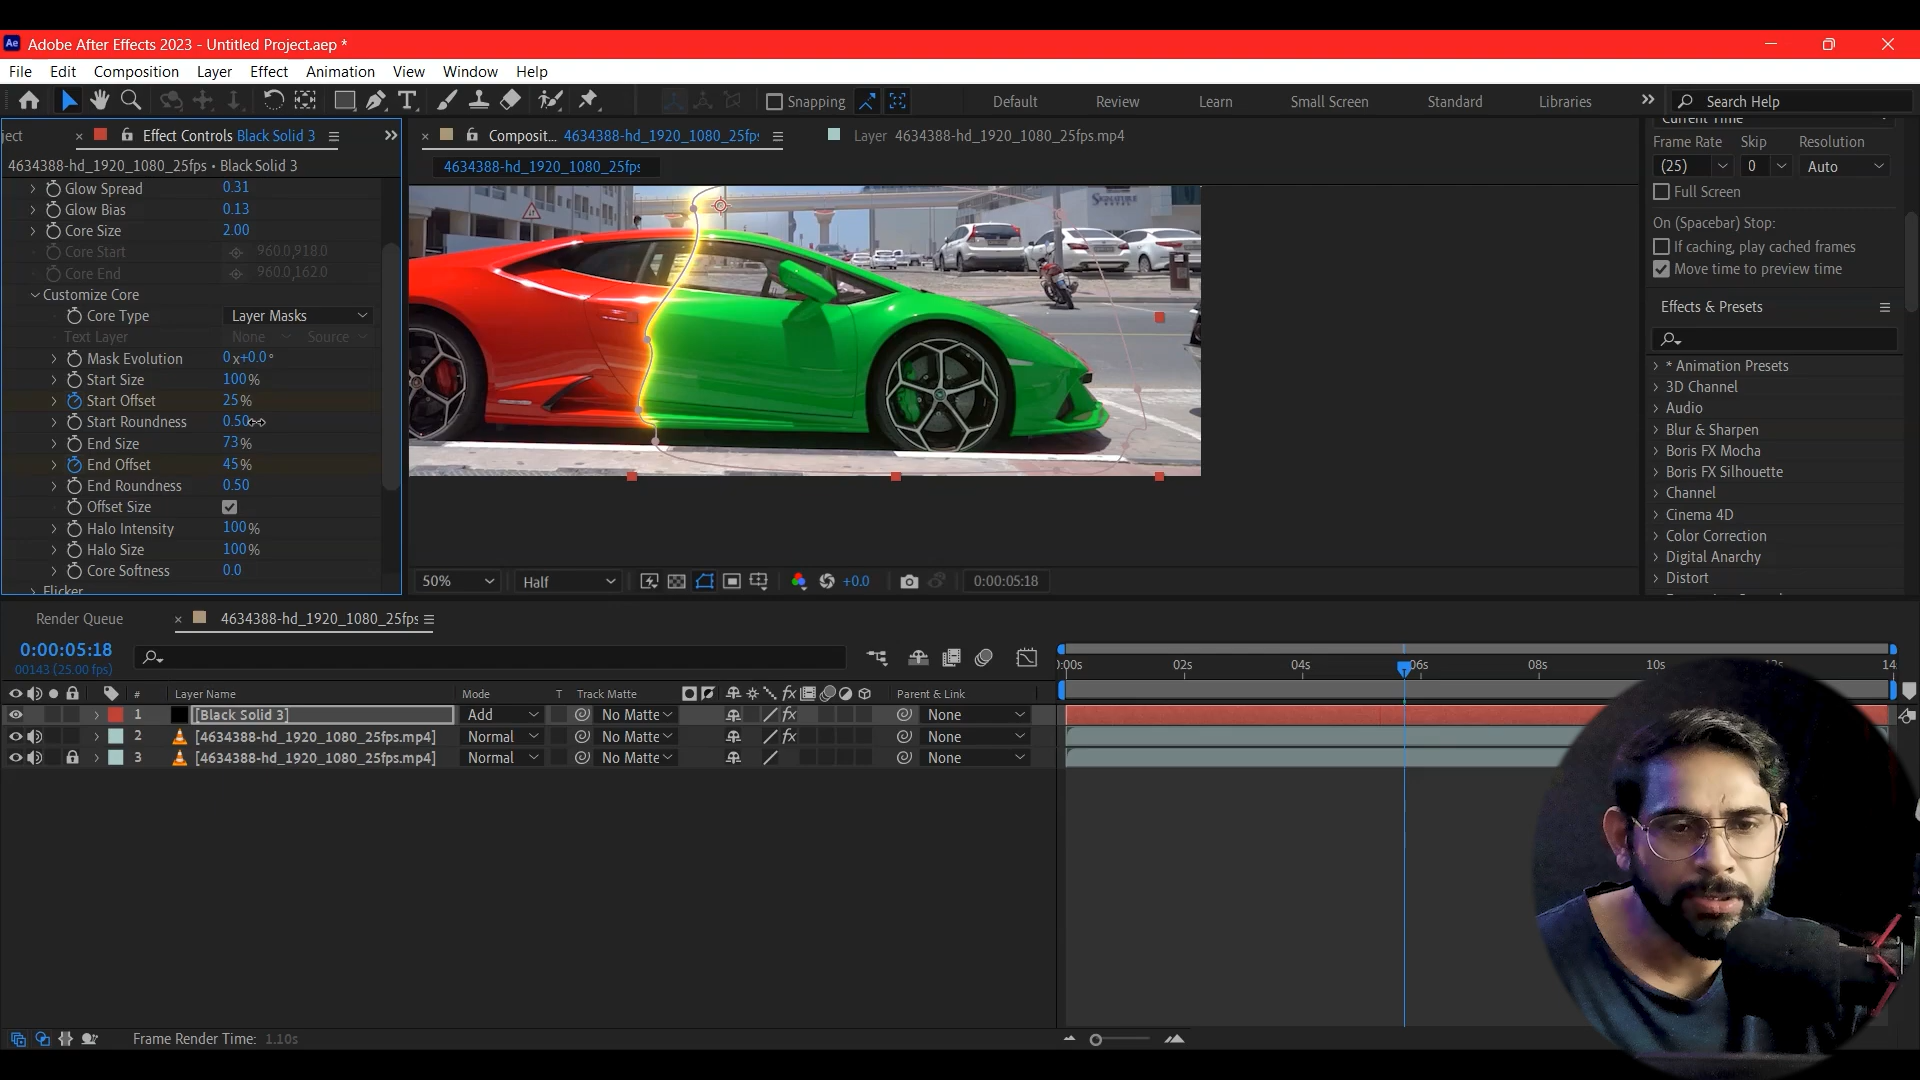 Ae Adobe After Effects 2023 - Untitled Project.aep *
File Edit Composition Layer Effect Animation View Window Help
Snapping Default Review Learn Small Screen Standard Libraries Search Help
ject Effect Controls Black Solid 3
4634388-hd_1920_1080_25fps • Black Solid 3
Glow Spread 0.31
Glow Bias 0.13
Core Size 2.00
Core Start 960.0,918.0
Core End 960.0,162.0
Customize Core
Core Type Layer Masks
Text Layer None Source
Mask Evolution 0x+0.0°
Start Size 100%
Start Offset 25%
Start Roundness 0.50
End Size 73%
End Offset 45%
End Roundness 0.50
Offset Size
Halo Intensity 100%
Halo Size 100%
Core Softness 0.0
Flicker
Composit... 4634388-hd_1920_1080_25fp Layer 4634388-hd_1920_1080_25fps.mp4
4634388-hd_1920_1080_25fps
SIGNATURE
50% Half +0.0 0:00:05:18
Current Time
Frame Rate Skip Resolution
(25) 0 Auto
Full Screen
On (Spacebar) Stop:
If caching, play cached frames
Move time to preview time
Effects & Presets
* Animation Presets
3D Channel
Audio
Blur & Sharpen
Boris FX Mocha
Boris FX Silhouette
Channel
Cinema 4D
Color Correction
Digital Anarchy
Distort
Render Queue 4634388-hd_1920_1080_25fps
0:00:05:18
00143 (25.00 fps)
# Layer Name Mode T Track Matte fx Parent & Link
1 [Black Solid 3] Add No Matte fx None
2 [4634388-hd_1920_1080_25fps.mp4] Normal No Matte fx None
3 [4634388-hd_1920_1080_25fps.mp4] Normal No Matte None
:00s 02s 04s 06s 08s 10s 12s 14
Frame Render Time: 1.10s